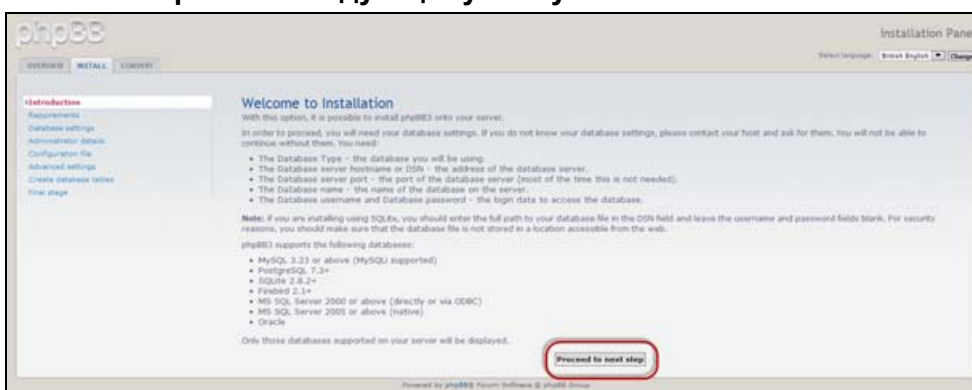 phpBB
Installation Pane
OVERVIEW INSTALL CONVERT
Select language: British English Change
Introduction
Requirements
Database settings
Administrator details
Configuration file
Advanced settings
Create database tables
Final stage
Welcome to Installation
With this option, it is possible to install phpBB3 onto your server.
In order to proceed, you will need your database settings. If you do not know your database settings, please contact your host and ask for them. You will not be able to
continue without them. You need:
• The Database Type - the database you will be using.
• The Database server hostname or DSN - the address of the database server.
• The Database server port - the port of the database server (most of the time this is not needed).
• The Database name - the name of the database on the server.
• The Database username and Database password - the login data to access the database.
Note: if you are installing using SQLite, you should enter the full path to your database file in the DSN field and leave the username and password fields blank. For security
reasons, you should make sure that the database file is not stored in a location accessible from the web.
phpBB3 supports the following databases:
• MySQL 3.23 or above (MySQLi supported)
• PostgreSQL 7.3+
• SQLite 2.8.2+
• Firebird 2.1+
• MS SQL Server 2000 or above (directly or via ODBC)
• MS SQL Server 2005 or above (native)
• Oracle
Only those databases supported on your server will be displayed.
Proceed to next step
Powered by phpBB® Forum Software © phpBB Group